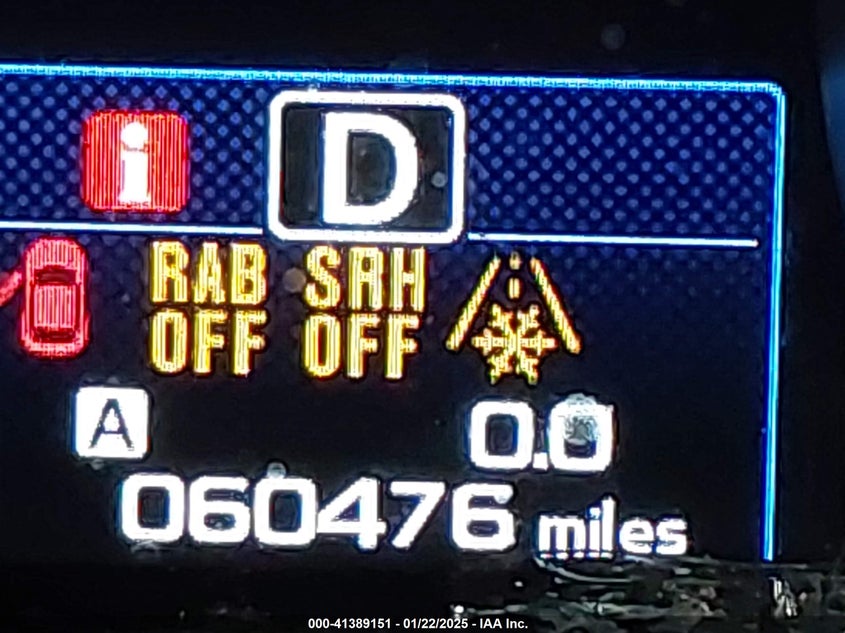 i D
RAB SRH
OFF OFF
A 0.0
060476 miles
000-41389151 - 01/22/2025 - IAA Inc.